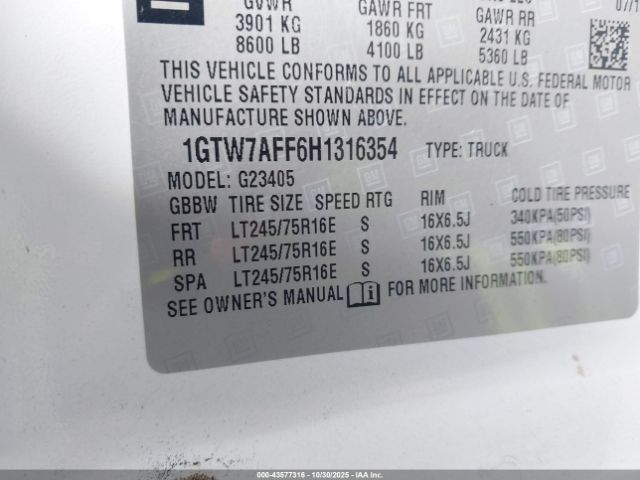 GVWR GAWR FRT GAWR RR 07/1
3901 KG 1860 KG 2431 KG
8600 LB 4100 LB 5360 LB
THIS VEHICLE CONFORMS TO ALL APPLICABLE U.S. FEDERAL MOTOR
VEHICLE SAFETY STANDARDS IN EFFECT ON THE DATE OF
MANUFACTURE SHOWN ABOVE.
1GTW7AFF6H1316354 TYPE: TRUCK
MODEL: G23405
GBBW TIRE SIZE SPEED RTG RIM COLD TIRE PRESSURE
FRT LT245/75R16E S 16X6.5J 340KPA(50PSI)
RR LT245/75R16E S 16X6.5J 550KPA(80PSI)
SPA LT245/75R16E S 16X6.5J 550KPA(80PSI)
SEE OWNER'S MANUAL i FOR MORE INFORMATION.
000-43577316 - 10/30/2025 - IAA Inc.